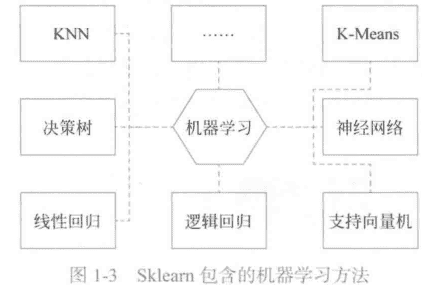 KNN
……
K-Means
决策树
机器学习
神经网络
线性回归
逻辑回归
支持向量机
图 1-3 Sklearn 包含的机器学习方法